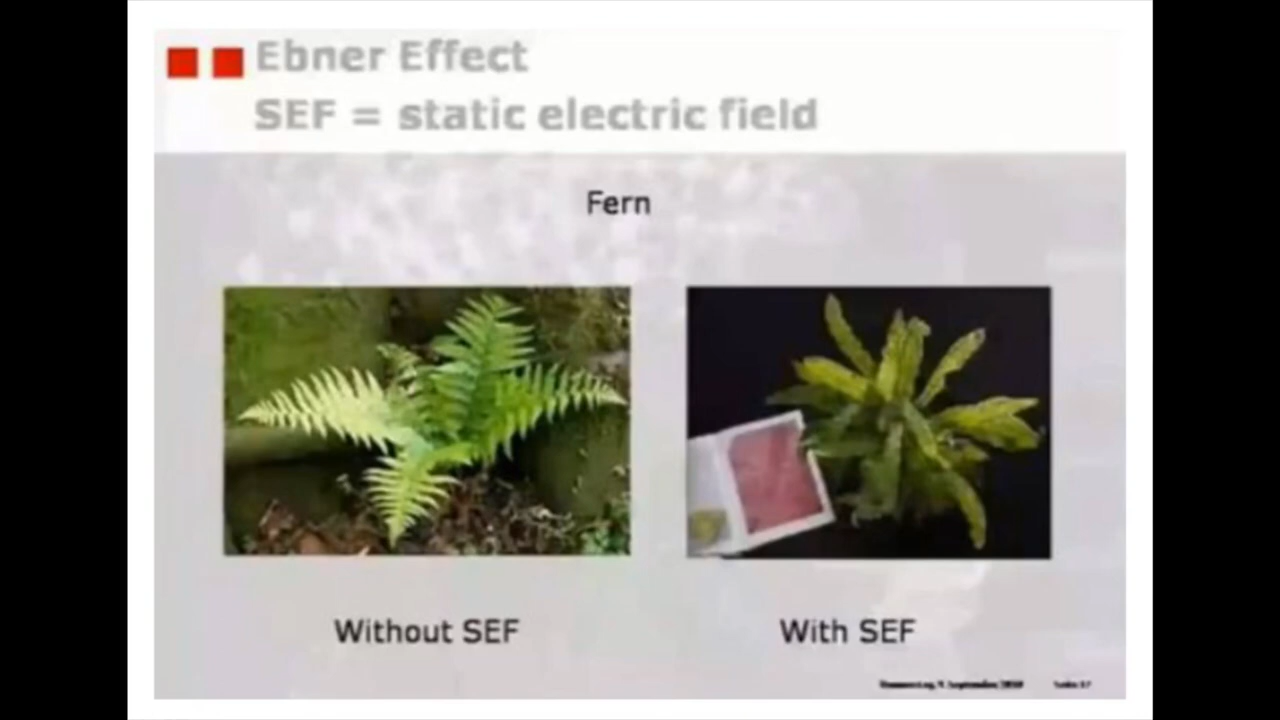 Ebner Effect
SEF = static electric field
Fern
Without SEF
With SEF